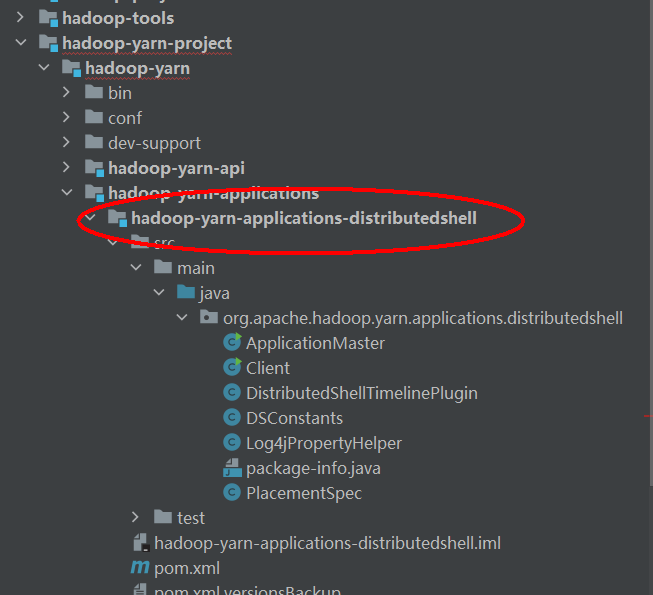 hadoop-tools
hadoop-yarn-project
hadoop-yarn
bin
conf
dev-support
hadoop-yarn-api
hadoop-yarn-applications
hadoop-yarn-applications-distributedshell
src
main
java
org.apache.hadoop.yarn.applications.distributedshell
ApplicationMaster
Client
DistributedShellTimelinePlugin
DSConstants
Log4jPropertyHelper
package-info.java
PlacementSpec
test
hadoop-yarn-applications-distributedshell.iml
pom.xml
pom.xml.versionsBackup